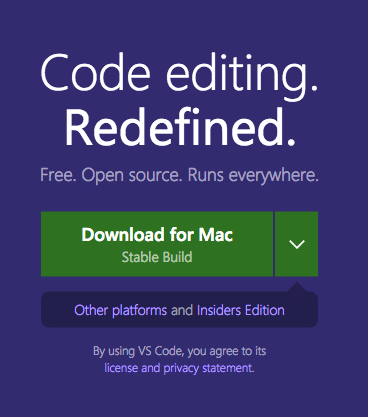 Code editing.
Redefined.
Free. Open source. Runs everywhere.
Download for Mac
Stable Build
Other platforms and Insiders Edition
By using VS Code, you agree to its
license and privacy statement.